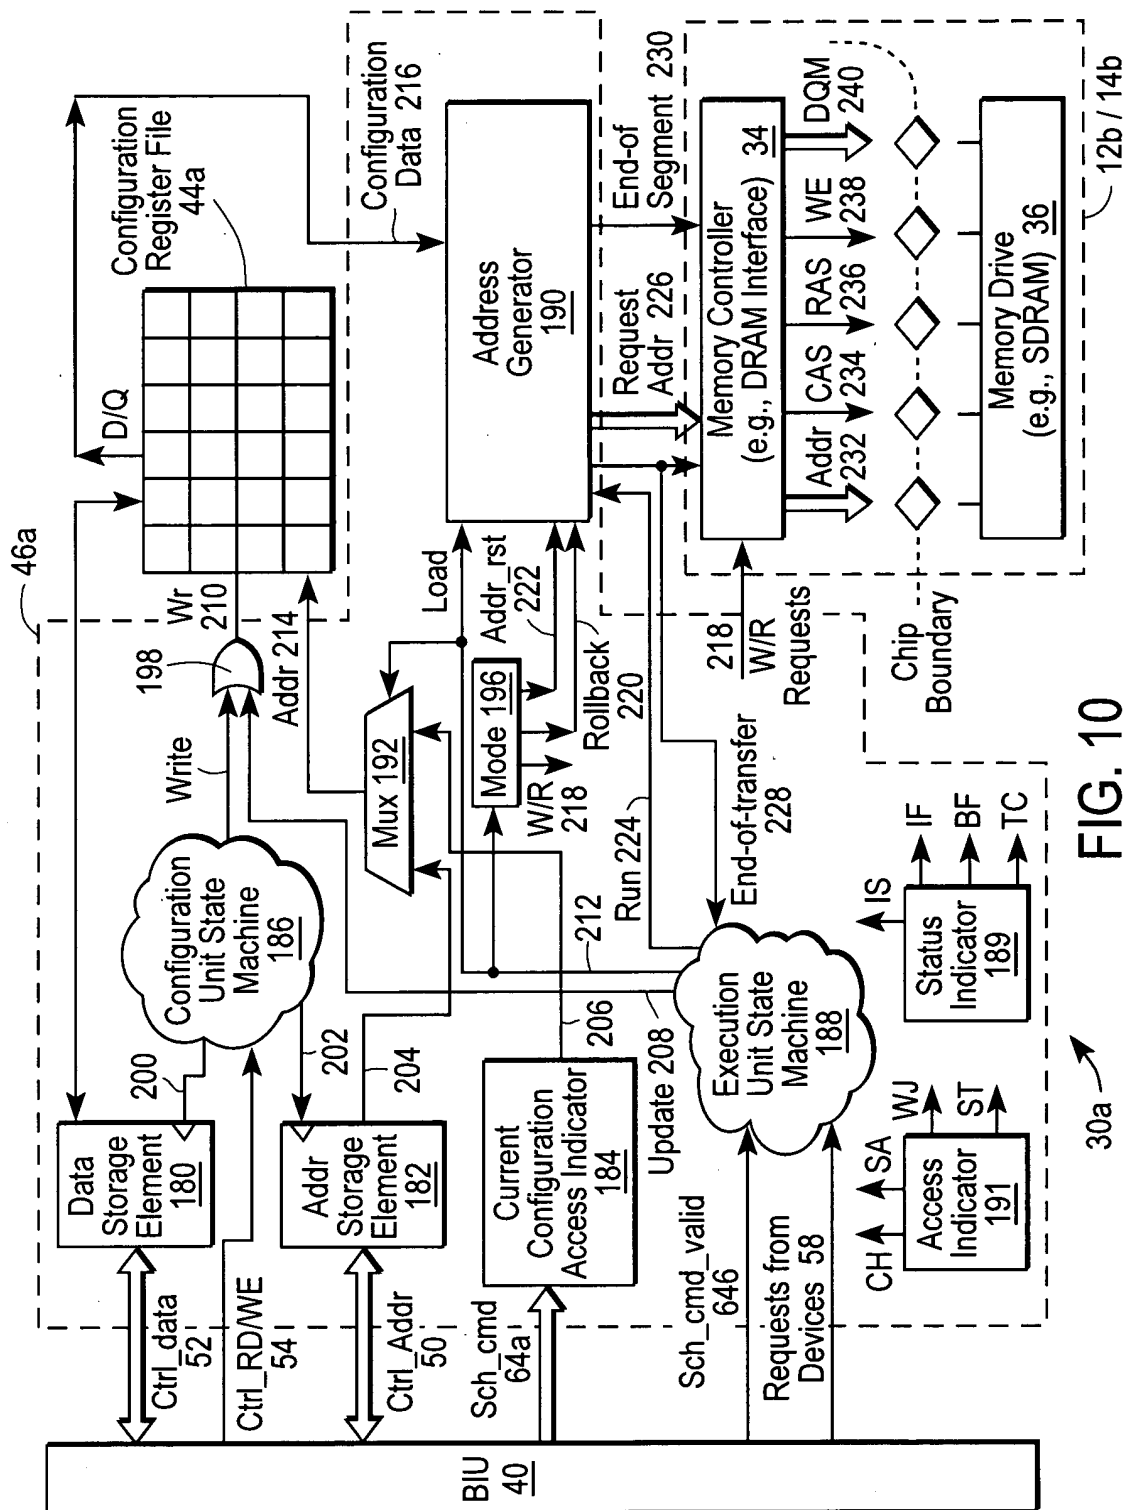 46a
Configuration
Register File
44a
D/Q
Wr
210
198
Write
Addr 214
Configuration
Unit State
Machine
186
200
202
204
Data
Storage
Element
180
Addr
Storage
Element
182
Ctrl_data
52
Ctrl_RD/WE
54
Ctrl_Addr
50
Sch_cmd
64a
BIU
40
Current
Configuration
Access Indicator
184
206
Mux 192
Load
Mode 196
Addr_rst
222
W/R
218
Rollback
220
Configuration
Data 216
Address
Generator
190
Request
Addr 226
End-of
Segment 230
Run 224
End-of-transfer
228
212
Update 208
Execution
Unit State
Machine
188
Sch_cmd_valid
646
Requests from
Devices 58
CH
SA
WJ
ST
Access
Indicator
191
IS
IF
BF
TC
Status
Indicator
189
218
W/R
Requests
Memory Controller
(e.g., DRAM Interface) 34
Addr
232
CAS
234
RAS
236
WE
238
DQM
240
Chip
Boundary
Memory Drive
(e.g., SDRAM) 36
12b / 14b
30a
FIG. 10